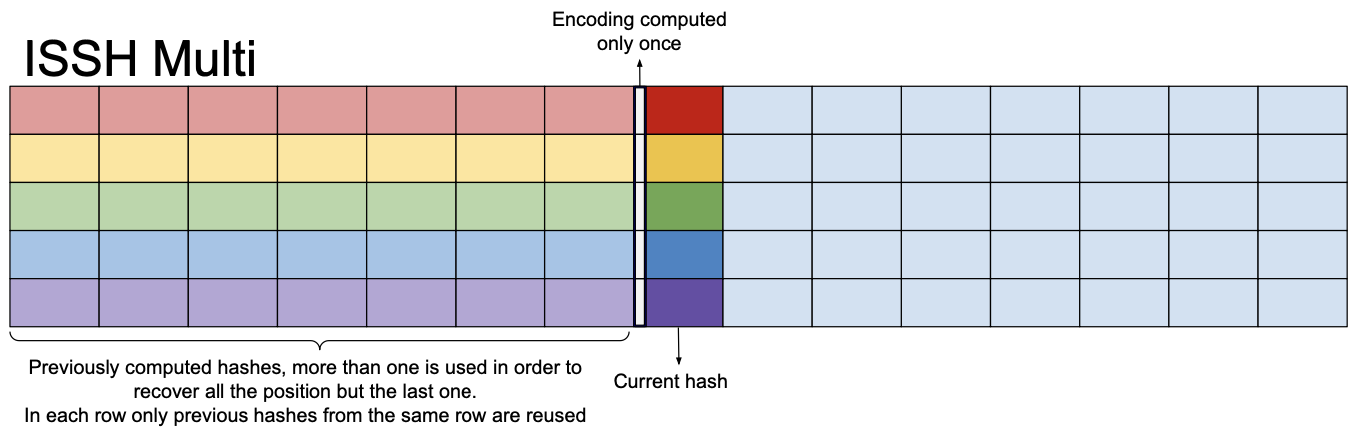 Encoding computed
only once
ISSH Multi
Previously computed hashes, more than one is used in order to
recover all the position but the last one.
In each row only previous hashes from the same row are reused
Current hash